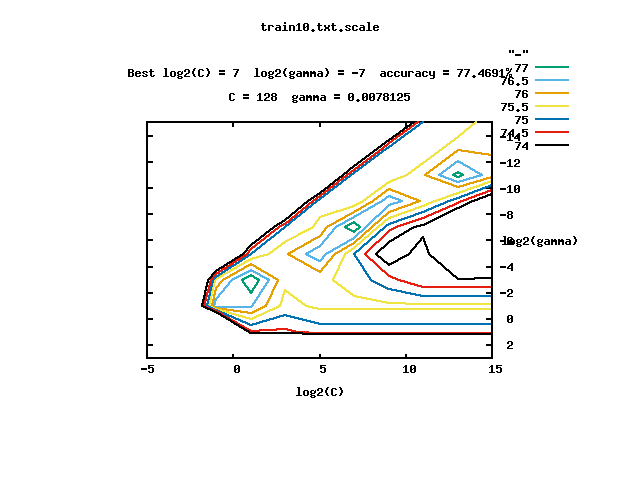 train10.txt.scale
"-"
Best log2(C) = 7  log2(gamma) = -7  accuracy = 77.4691%
77
76.5
C = 128  gamma = 0.0078125
76
75.5
75
74.5
74
-14
-12
-10
-8
-6
log2(gamma)
-4
-2
0
2
-5 0 5 10 15
log2(C)